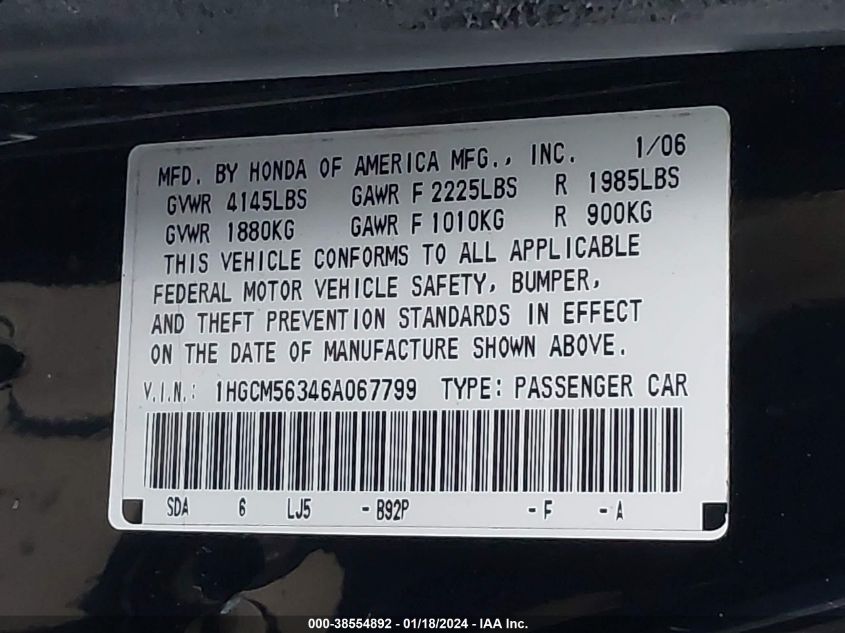 MFD. BY HONDA OF AMERICA MFG., INC. 1/06
GVWR 4145LBS GAWR F 2225LBS R 1985LBS
GVWR 1880KG GAWR F 1010KG R 900KG
THIS VEHICLE CONFORMS TO ALL APPLICABLE
FEDERAL MOTOR VEHICLE SAFETY, BUMPER,
AND THEFT PREVENTION STANDARDS IN EFFECT
ON THE DATE OF MANUFACTURE SHOWN ABOVE.
V.I.N.: 1HGCM56346A067799 TYPE: PASSENGER CAR
SDA 6 LJ5 - B92P - F - A
000-38554892 - 01/18/2024 - IAA Inc.